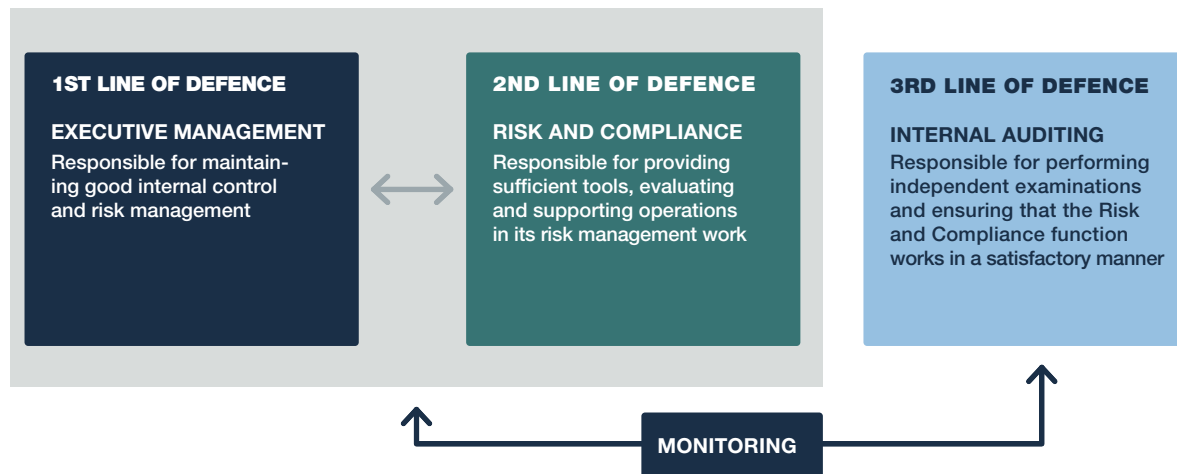 1ST LINE OF DEFENCE
EXECUTIVE MANAGEMENT
Responsible for maintain-
ing good internal control
and risk management
2ND LINE OF DEFENCE
RISK AND COMPLIANCE
Responsible for providing
sufficient tools, evaluating
and supporting operations
in its risk management work
3RD LINE OF DEFENCE
INTERNAL AUDITING
Responsible for performing
independent examinations
and ensuring that the Risk
and Compliance function
works in a satisfactory manner
MONITORING